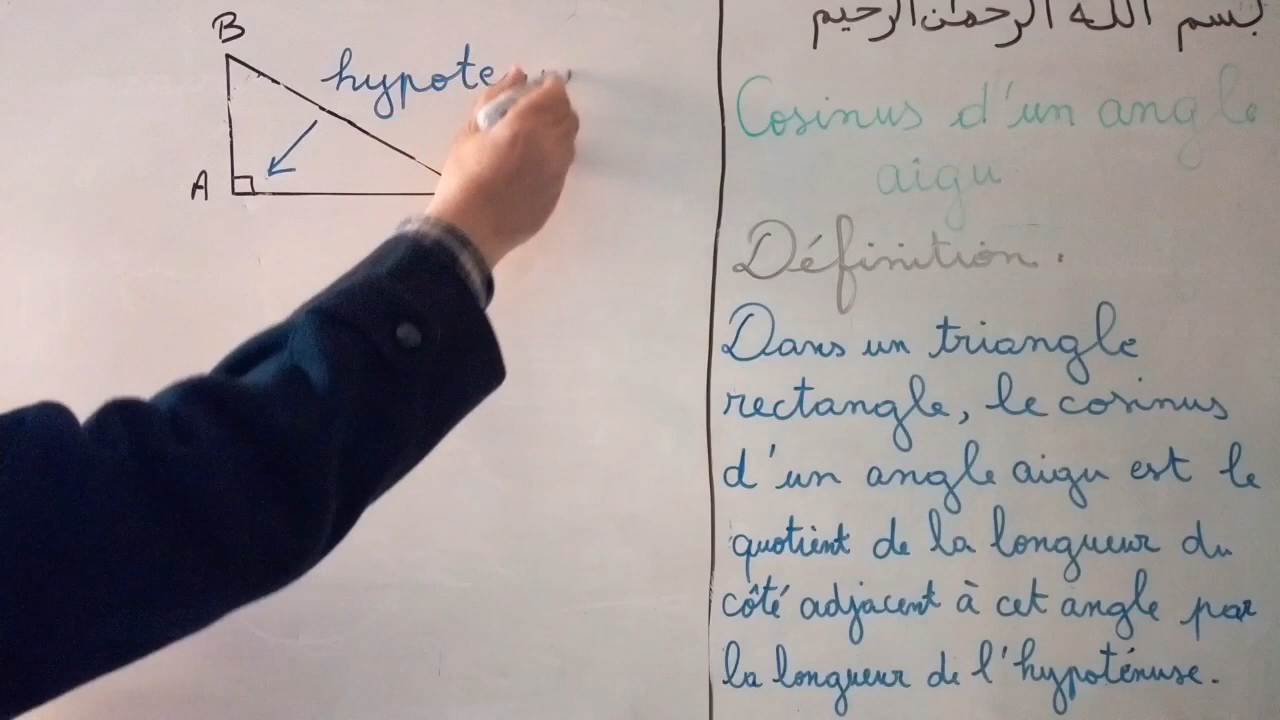 B
hypote
A
بسم الله الرحمان الرحيم
Cosinus d'un angle
aigu
Définition.
Dans un triangle
rectangle, le cosinus
d'un angle aigu est le
quotient de la longueur du
côté adjacent à cet angle par
la longueur de l'hypoténuse.